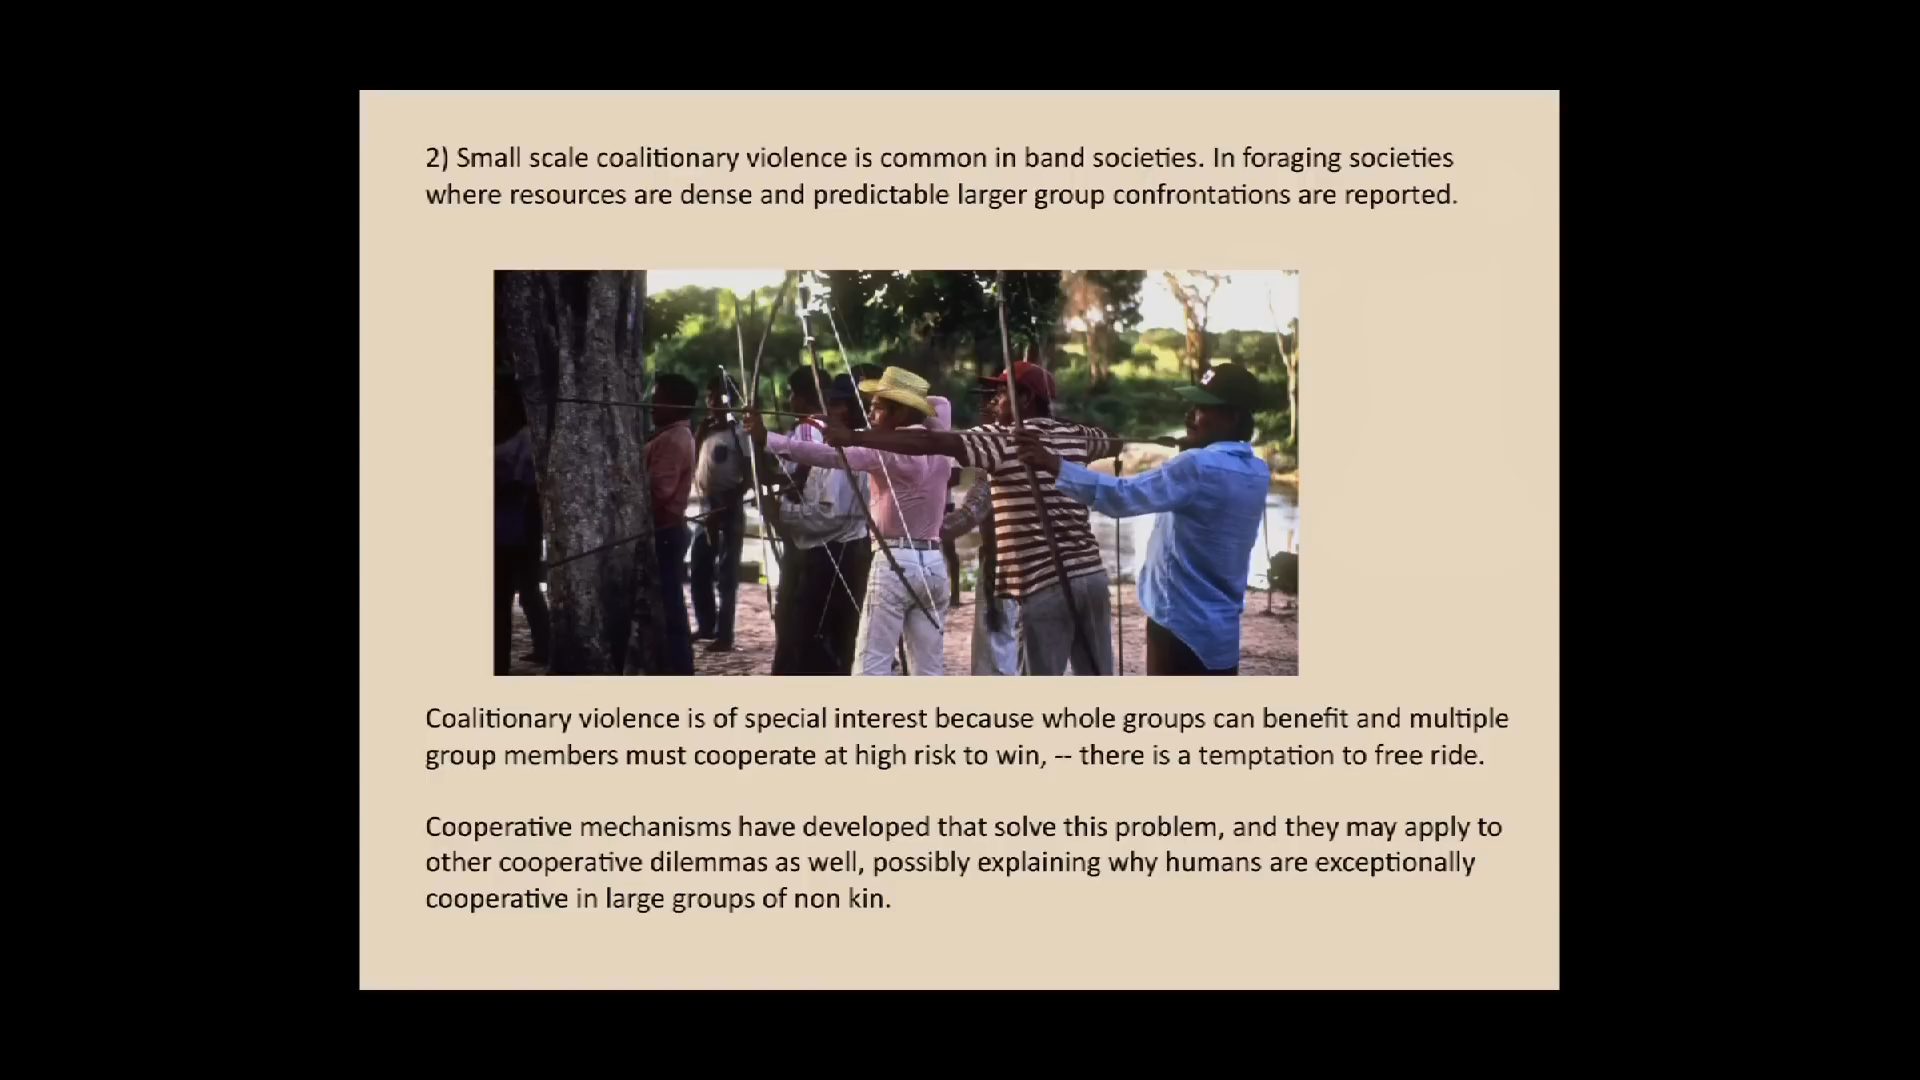 2) Small scale coalitionary violence is common in band societies. In foraging societies
where resources are dense and predictable larger group confrontations are reported.
Coalitionary violence is of special interest because whole groups can benefit and multiple
group members must cooperate at high risk to win, -- there is a temptation to free ride.
Cooperative mechanisms have developed that solve this problem, and they may apply to
other cooperative dilemmas as well, possibly explaining why humans are exceptionally
cooperative in large groups of non kin.